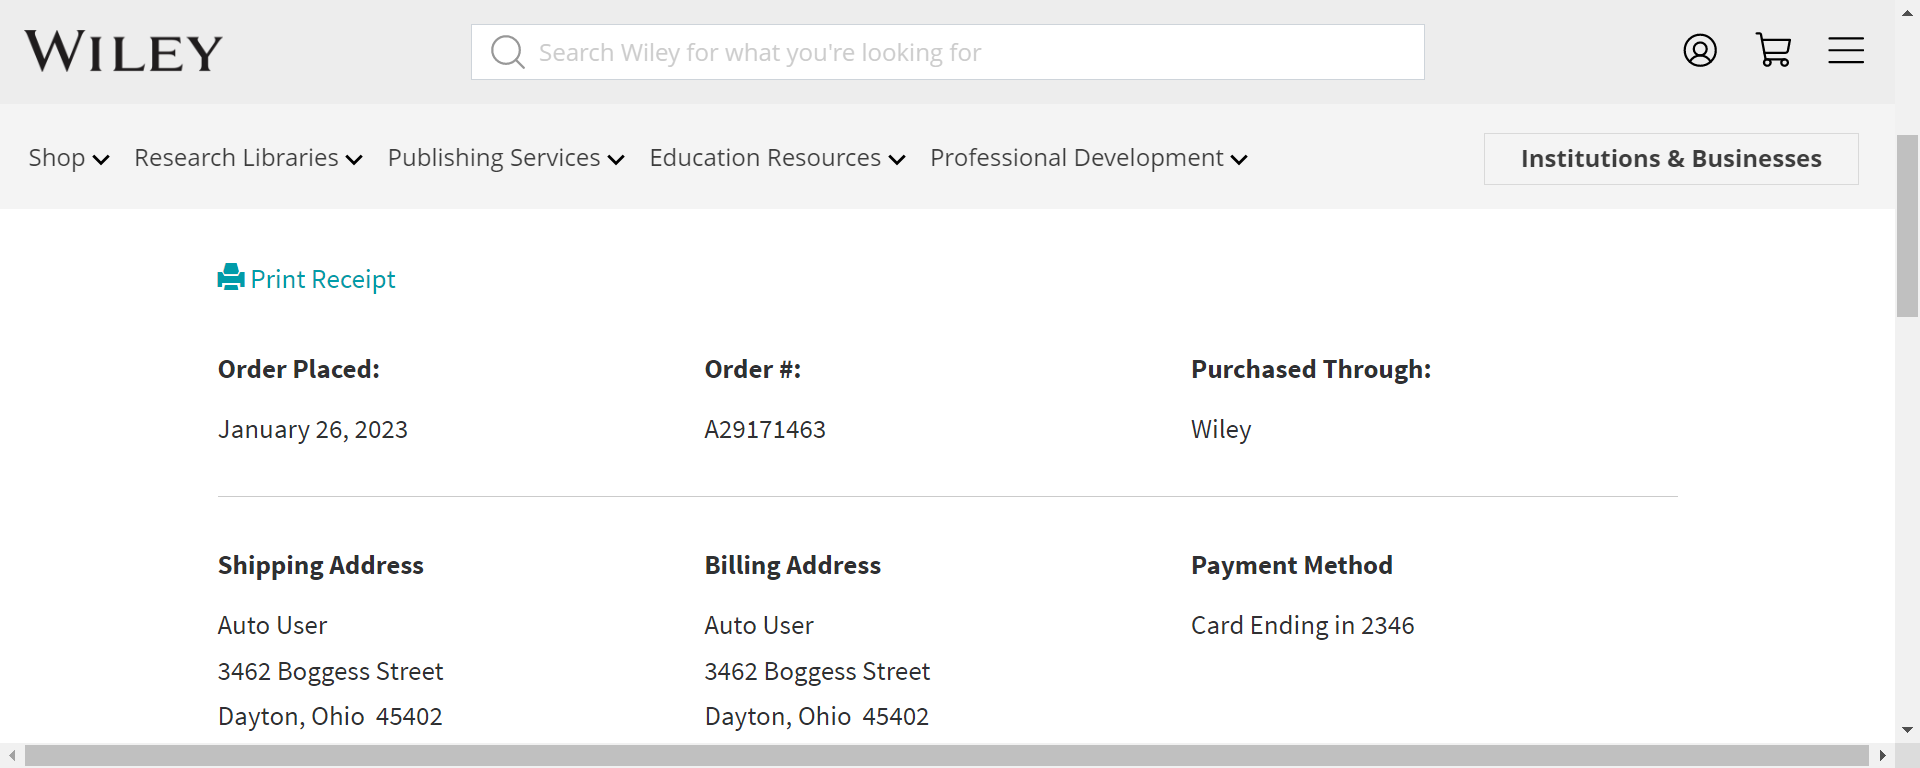 WILEY
Search Wiley for what you're looking for
Shop Research Libraries Publishing Services Education Resources Professional Development Institutions & Businesses
Print Receipt
Order Placed: Order #: Purchased Through:
January 26, 2023 A29171463 Wiley
Shipping Address Billing Address Payment Method
Auto User Auto User Card Ending in 2346
3462 Boggess Street 3462 Boggess Street
Dayton, Ohio 45402 Dayton, Ohio 45402